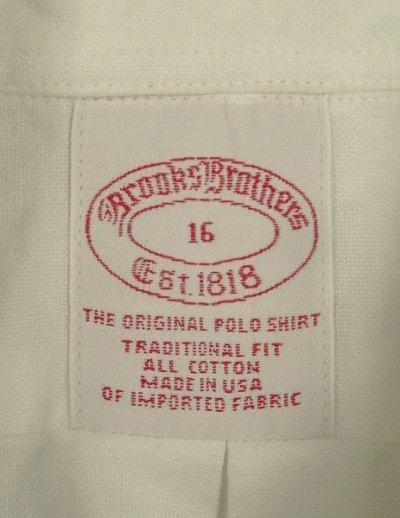 Brooks Brothers
16
Est. 1818
THE ORIGINAL POLO SHIRT
TRADITIONAL FIT
ALL COTTON
MADE IN USA
OF IMPORTED FABRIC